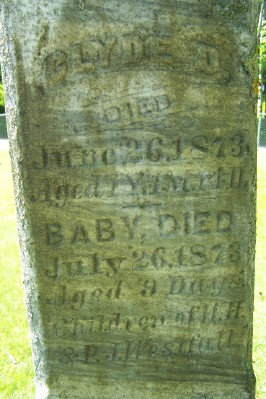 CLYDE D.
DIED
June 26, 1873,
Aged 1 Y. 1 M.
BABY, DIED
July 26, 1873,
Aged 9 Days.
Children of H. H.
& P. J. Westfall.